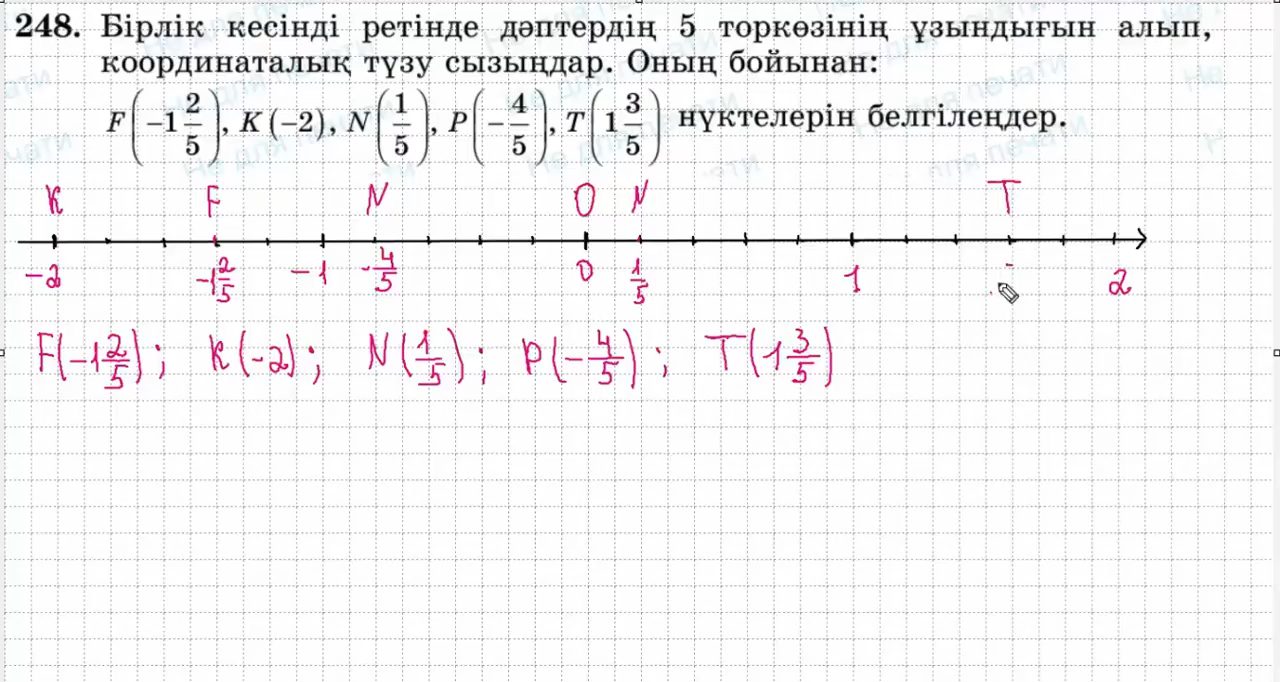 248. Бірлік кесінді ретінде дәптердің 5 торкөзінің ұзындығын алып,
координаталық түзу сызыңдар. Оның бойынан:
F(-1 2/5), K(-2), N(1/5), P(-4/5), T(1 3/5) нүктелерін белгілеңдер.
K F N O N T
-2 -1 2/5 -1 -4/5 0 1/5 1 2
F(-1 2/5); K(-2); N(1/5); P(-4/5); T(1 3/5)